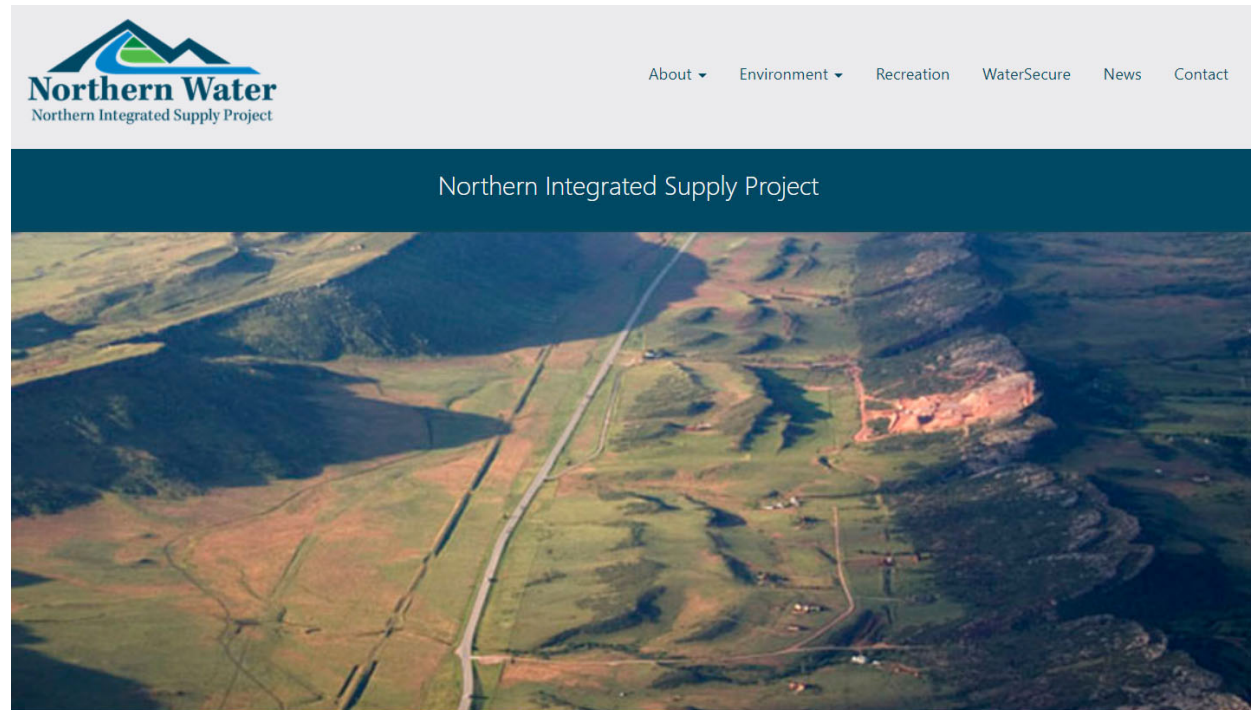 Northern Water
Northern Integrated Supply Project
About Environment Recreation WaterSecure News Contact
Northern Integrated Supply Project